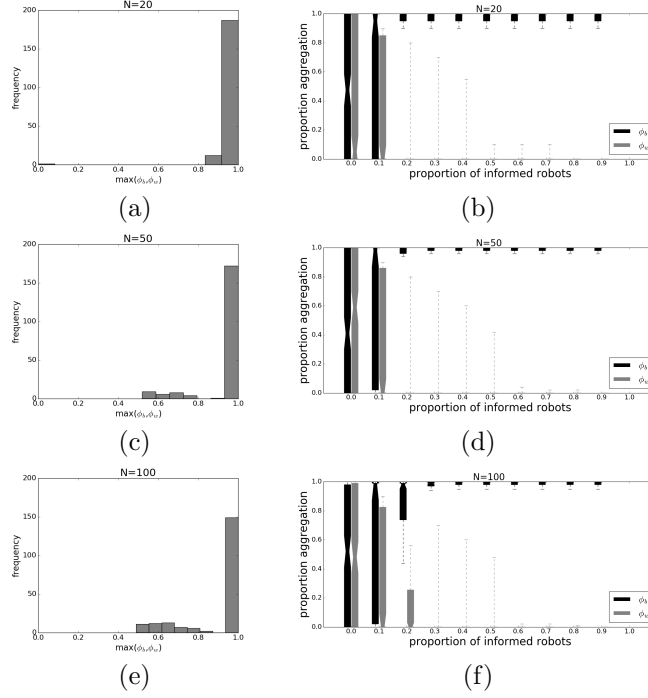 N=20
frequency
200
150
100
50
0
0.0 0.2 0.4 0.6 0.8 1.0
max(ϕb,ϕw)
(a)
N=20
proportion aggregation
1.0
0.8
0.6
0.4
0.2
0.0
ϕb
ϕw
0.0 0.1 0.2 0.3 0.4 0.5 0.6 0.7 0.8 0.9 1.0
proportion of informed robots
(b)
N=50
frequency
200
150
100
50
0
0.0 0.2 0.4 0.6 0.8 1.0
max(ϕb,ϕw)
(c)
N=50
proportion aggregation
1.0
0.8
0.6
0.4
0.2
0.0
ϕb
ϕw
0.0 0.1 0.2 0.3 0.4 0.5 0.6 0.7 0.8 0.9 1.0
proportion of informed robots
(d)
N=100
frequency
200
150
100
50
0
0.0 0.2 0.4 0.6 0.8 1.0
max(ϕb,ϕw)
(e)
N=100
proportion aggregation
1.0
0.8
0.6
0.4
0.2
0.0
ϕb
ϕw
0.0 0.1 0.2 0.3 0.4 0.5 0.6 0.7 0.8 0.9 1.0
proportion of informed robots
(f)